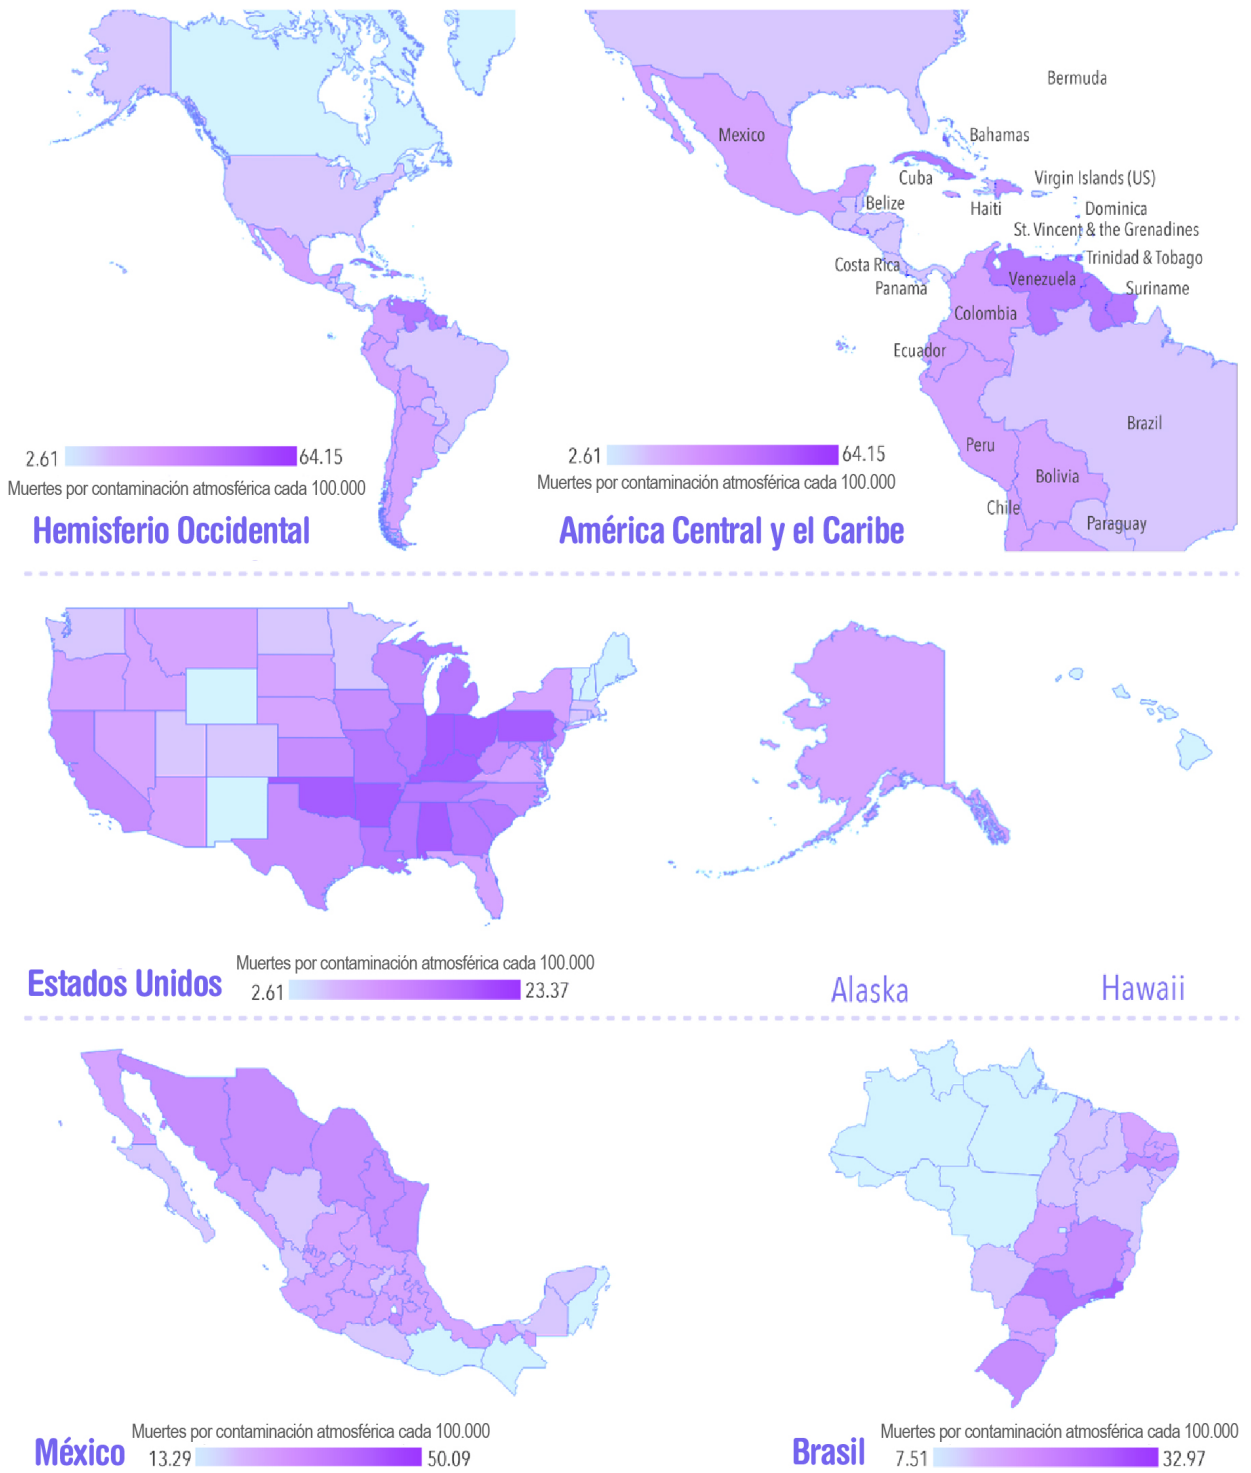 2.61
64.15
Muertes por contaminación atmosférica cada 100.000
Hemisferio Occidental
Bermuda
Mexico
Bahamas
Cuba
Virgin Islands (US)
Belize
Haiti
Dominica
St. Vincent & the Grenadines
Costa Rica
Trinidad & Tobago
Panama
Venezuela
Suriname
Colombia
Ecuador
Brazil
Peru
Bolivia
Chile
Paraguay
2.61
64.15
Muertes por contaminación atmosférica cada 100.000
América Central y el Caribe
Estados Unidos
Muertes por contaminación atmosférica cada 100.000
2.61
23.37
Alaska
Hawaii
México
Muertes por contaminación atmosférica cada 100.000
13.29
50.09
Brasil
Muertes por contaminación atmosférica cada 100.000
7.51
32.97